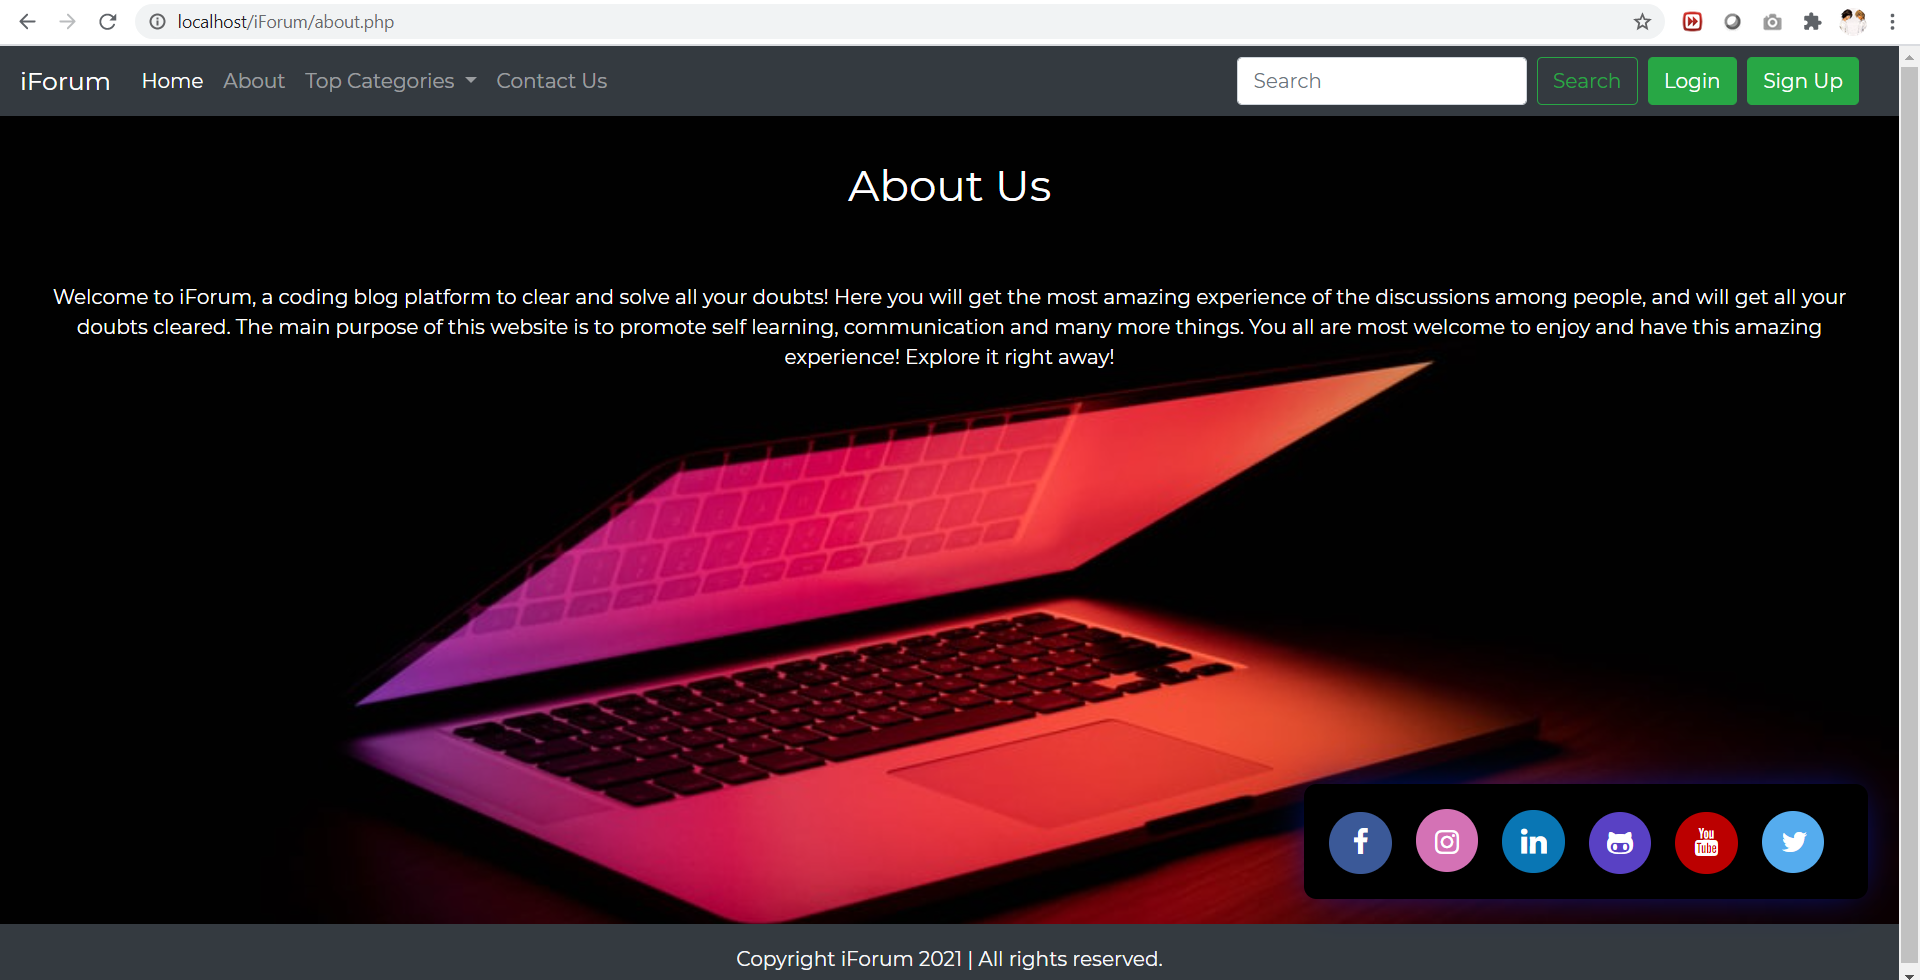 localhost/iForum/about.php
iForum Home About Top Categories Contact Us Search Search Login Sign Up
About Us
Welcome to iForum, a coding blog platform to clear and solve all your doubts! Here you will get the most amazing experience of the discussions among people, and will get all your
doubts cleared. The main purpose of this website is to promote self learning, communication and many more things. You all are most welcome to enjoy and have this amazing
experience! Explore it right away!
f in You
Tube
Copyright iForum 2021 | All rights reserved.